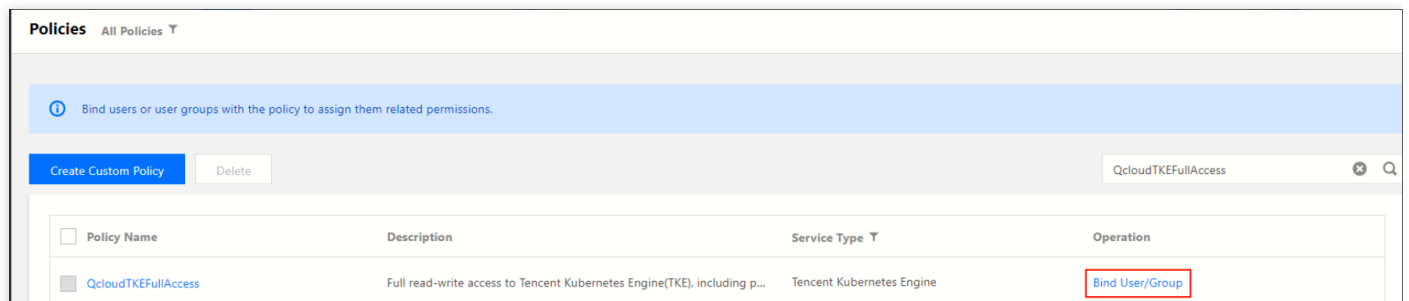 Policies All Policies
Bind users or user groups with the policy to assign them related permissions.
Create Custom Policy Delete QcloudTKEFullAccess
Policy Name Description Service Type Operation
QcloudTKEFullAccess Full read-write access to Tencent Kubernetes Engine(TKE), including p... Tencent Kubernetes Engine Bind User/Group